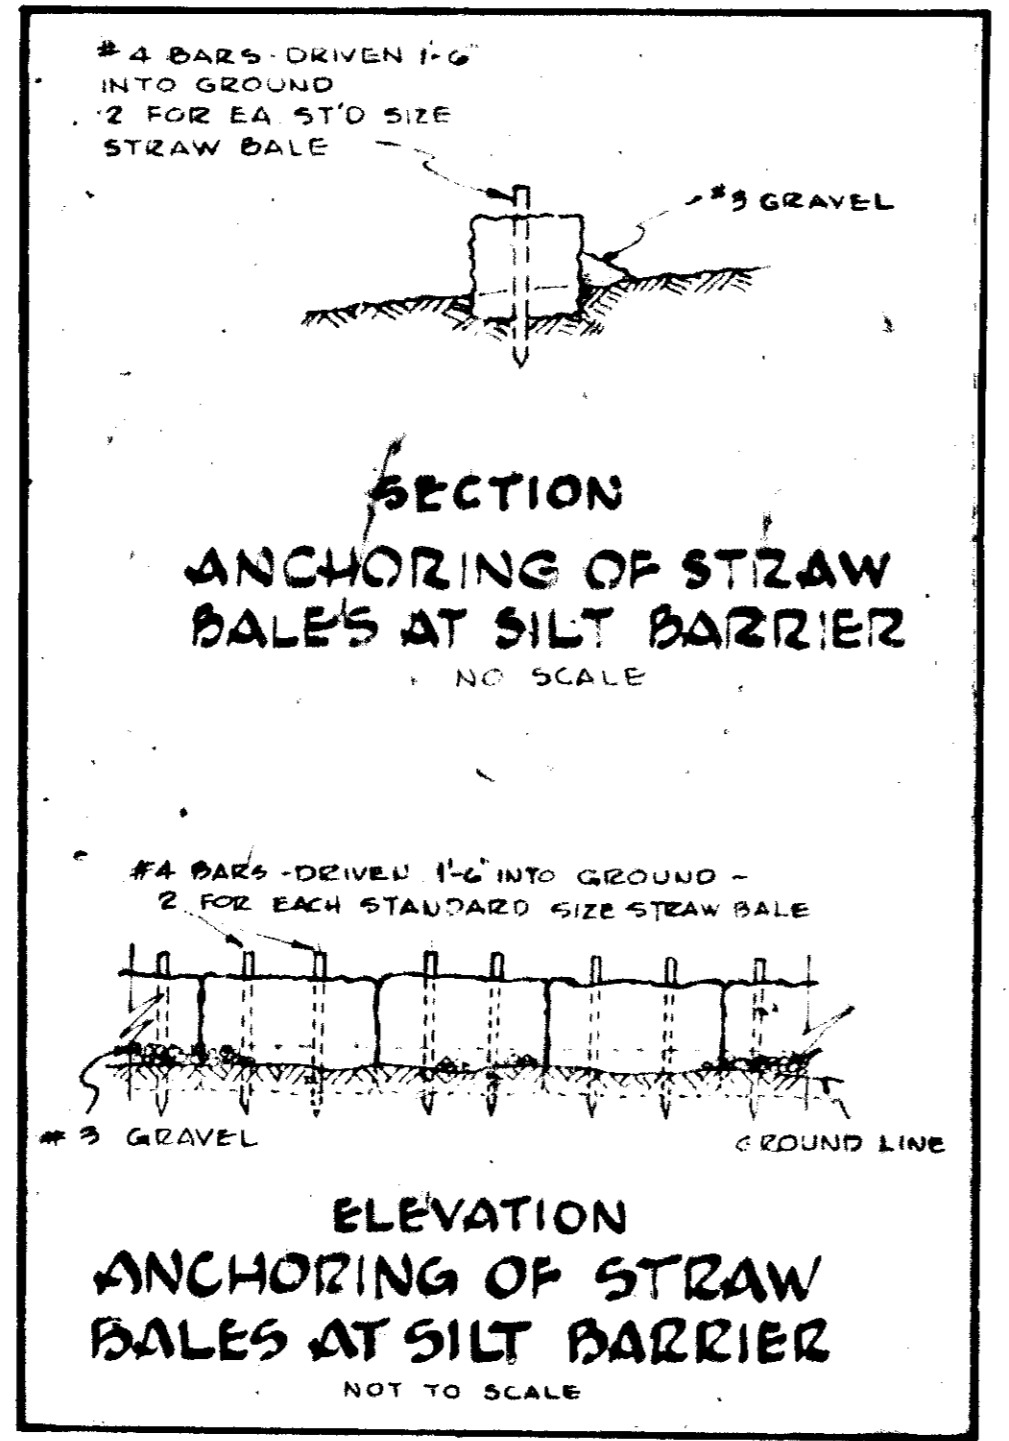 #4 BARS - DRIVEN 1'-6"
INTO GROUND
2 FOR EA. ST'D SIZE
STRAW BALE
#3 GRAVEL
SECTION
ANCHORING OF STRAW
BALES AT SILT BARRIER
NO SCALE
#4 BARS - DRIVEN 1'-6" INTO GROUND -
2 FOR EACH STANDARD SIZE STRAW BALE
#3 GRAVEL
GROUND LINE
ELEVATION
ANCHORING OF STRAW
BALES AT SILT BARRIER
NOT TO SCALE